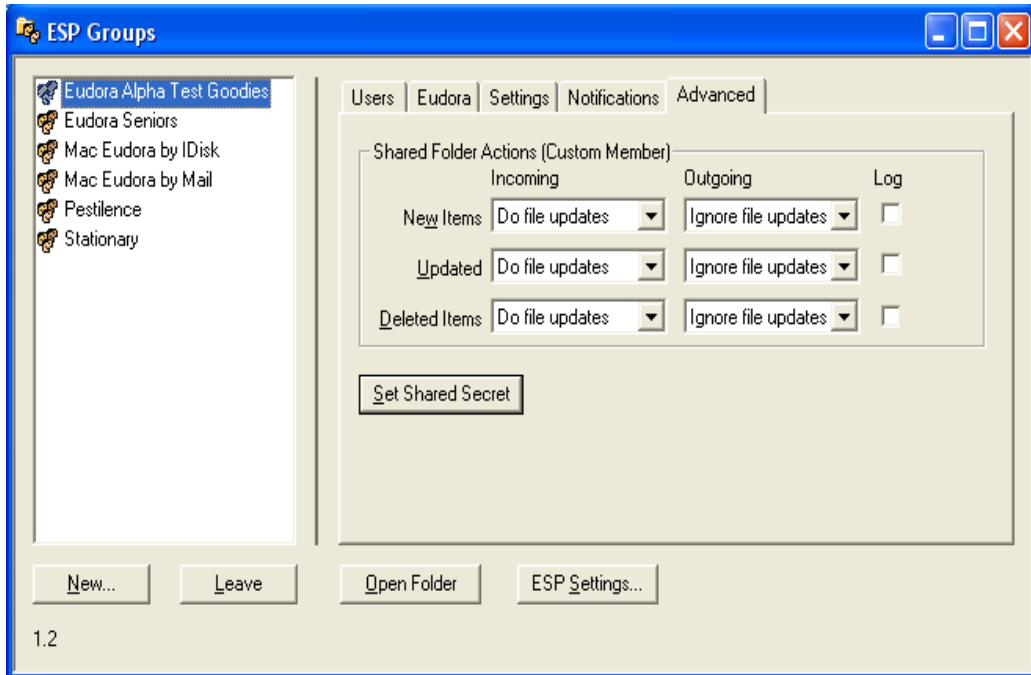 ESP Groups
Eudora Alpha Test Goodies
Eudora Seniors
Mac Eudora by IDisk
Mac Eudora by Mail
Pestilence
Stationary
Users Eudora Settings Notifications Advanced
Shared Folder Actions (Custom Member)
Incoming Outgoing Log
New Items Do file updates Ignore file updates
Updated Do file updates Ignore file updates
Deleted Items Do file updates Ignore file updates
Set Shared Secret
New... Leave Open Folder ESP Settings...
1.2